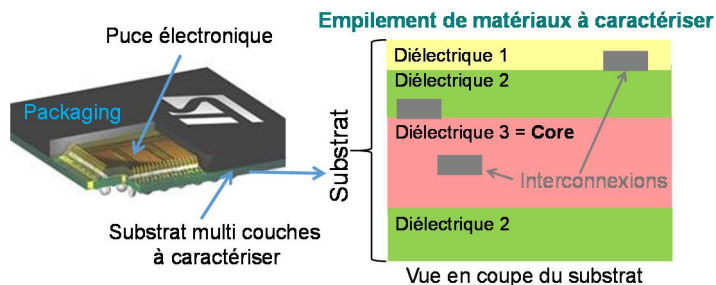 Empilement de matériaux à caractériser
Puce électronique
Packaging
Substrat multi couches
à caractériser
Substrat
Diélectrique 1
Diélectrique 2
Diélectrique 3 = Core
Interconnexions
Diélectrique 2
Vue en coupe du substrat